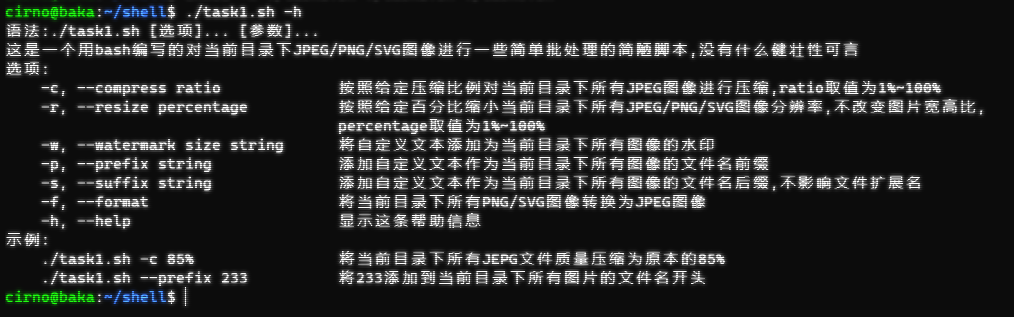 cirno@baka:~/shell$ ./task1.sh -h
语法:./task1.sh [选项]... [参数]...
这是一个用bash编写的对当前目录下JPEG/PNG/SVG图像进行一些简单批处理的简陋脚本,没有什么健壮性可言
选项:
-c, --compress ratio 按照给定压缩比例对当前目录下所有JPEG图像进行压缩,ratio取值为1%~100%
-r, --resize percentage 按照给定百分比缩小当前目录下所有JPEG/PNG/SVG图像分辨率,不改变图片宽高比,
percentage取值为1%~100%
-w, --watermark size string 将自定义文本添加为当前目录下所有图像的水印
-p, --prefix string 添加自定义文本作为当前目录下所有图像的文件名前缀
-s, --suffix string 添加自定义文本作为当前目录下所有图像的文件名后缀,不影响文件扩展名
-f, --format 将当前目录下所有PNG/SVG图像转换为JPEG图像
-h, --help 显示这条帮助信息
示例:
./task1.sh -c 85% 将当前目录下所有JEPG文件质量压缩为原本的85%
./task1.sh --prefix 233 将233添加到当前目录下所有图片的文件名开头
cirno@baka:~/shell$